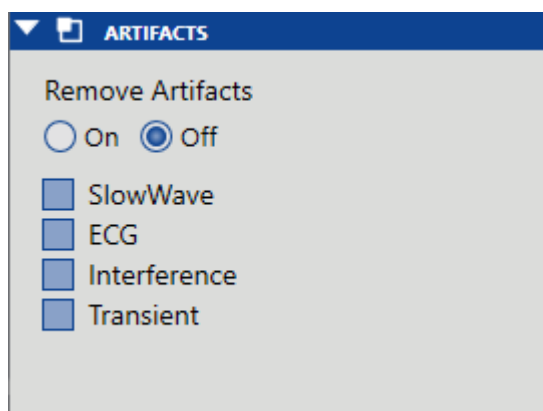 ARTIFACTS
Remove Artifacts
On Off
SlowWave
ECG
Interference
Transient